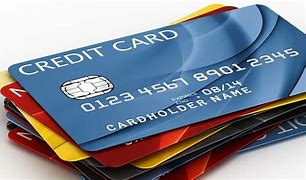 CREDIT CARD
0123 4567 8901 2345
08/14
CARDHOLDER NAME